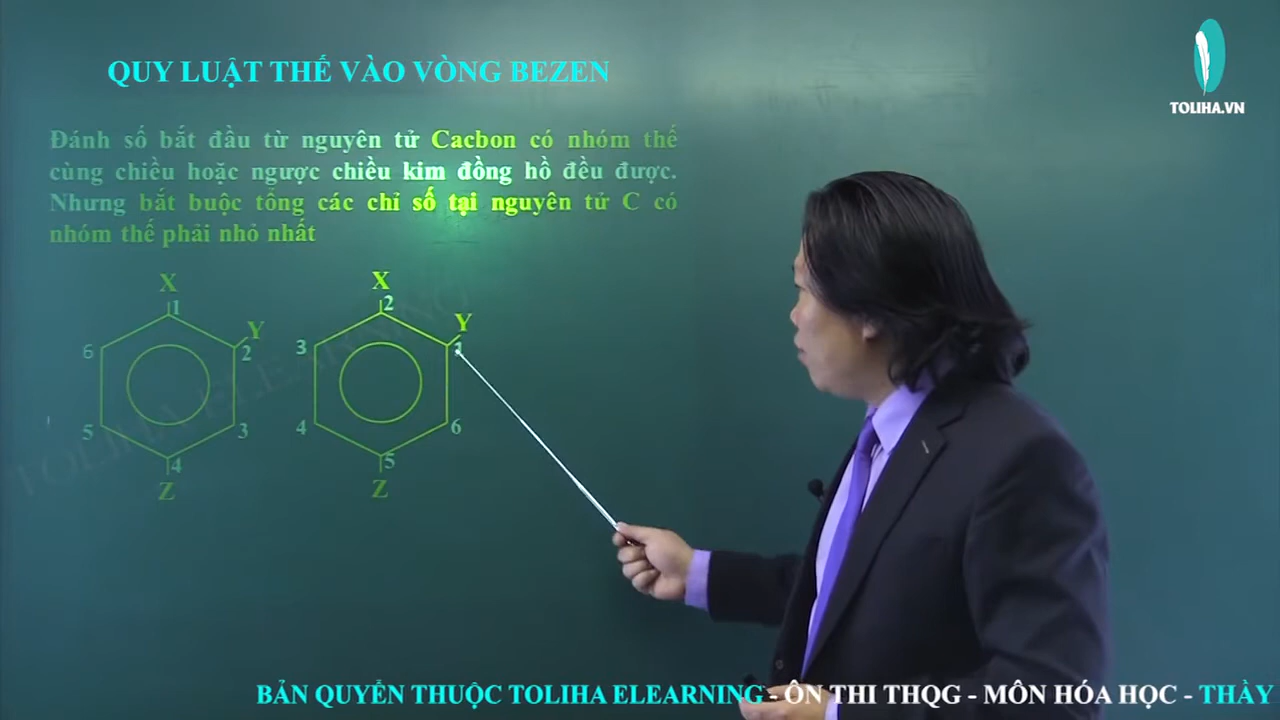 QUY LUẬT THẾ VÀO VÒNG BEZEN
TOLIHA.VN
Đánh số bắt đầu từ nguyên tử Cacbon có nhóm thế
cùng chiều hoặc ngược chiều kim đồng hồ đều được.
Nhưng bắt buộc tổng các chỉ số tại nguyên tử C có
nhóm thế phải nhỏ nhất
X
1
Y
2
3
4
Z
5
6
X
2
Y
1
6
5
Z
4
3
TOLIHA ELEARNING
BẢN QUYỂN THUỘC TOLIHA ELEARNING - ÔN THI THQG - MÔN HÓA HỌC - THẦY